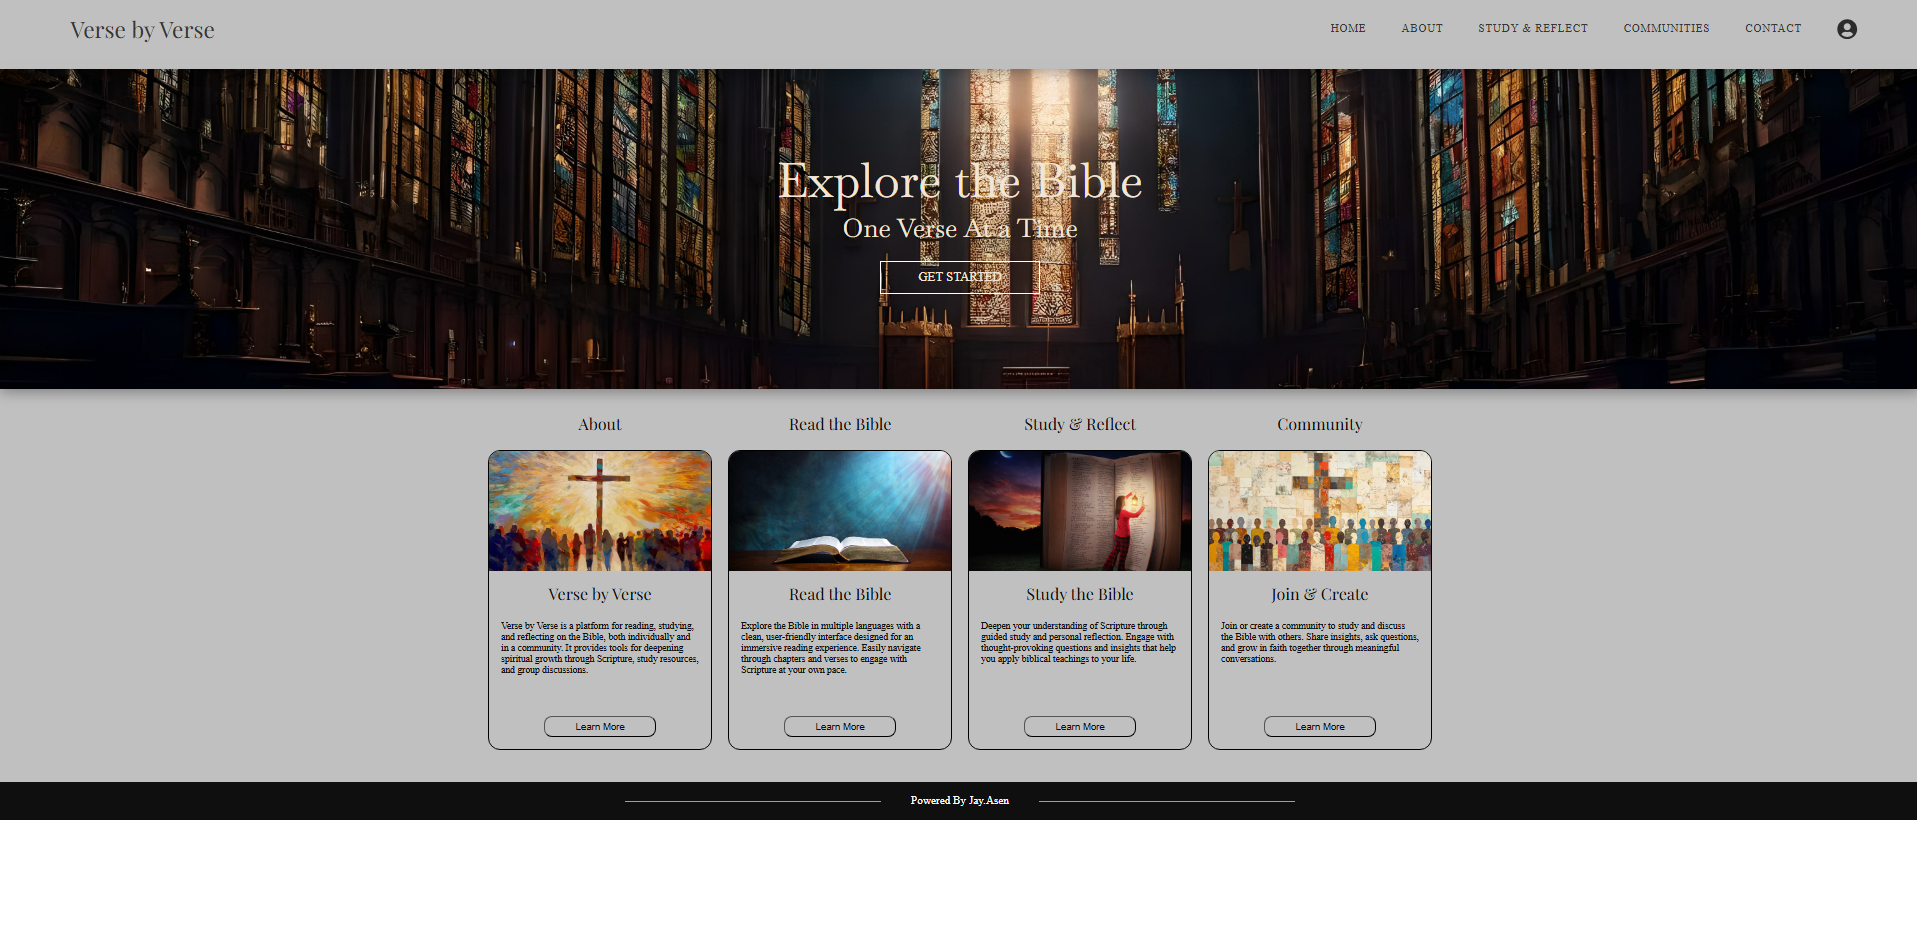 Verse by Verse
HOME
ABOUT
STUDY & REFLECT
COMMUNITIES
CONTACT
Explore the Bible
One Verse At a Time
GET STARTED
About
Read the Bible
Study & Reflect
Community
Verse by Verse
Verse by Verse is a platform for reading, studying,
and reflecting on the Bible, both individually and
in a community. It provides tools for deepening
spiritual growth through Scripture, study resources,
and group discussions.
Learn More
Read the Bible
Explore the Bible in multiple languages with a
clean, user-friendly interface designed for an
immersive reading experience. Easily navigate
through chapters and verses to engage with
Scripture at your own pace.
Learn More
Study the Bible
Deepen your understanding of Scripture through
guided study and personal reflection. Engage with
thought-provoking questions and insights that help
you apply biblical teachings to your life.
Learn More
Join & Create
Join or create a community to study and discuss
the Bible with others. Share insights, ask questions,
and grow in faith together through meaningful
conversations.
Learn More
Powered By Jay.Asen